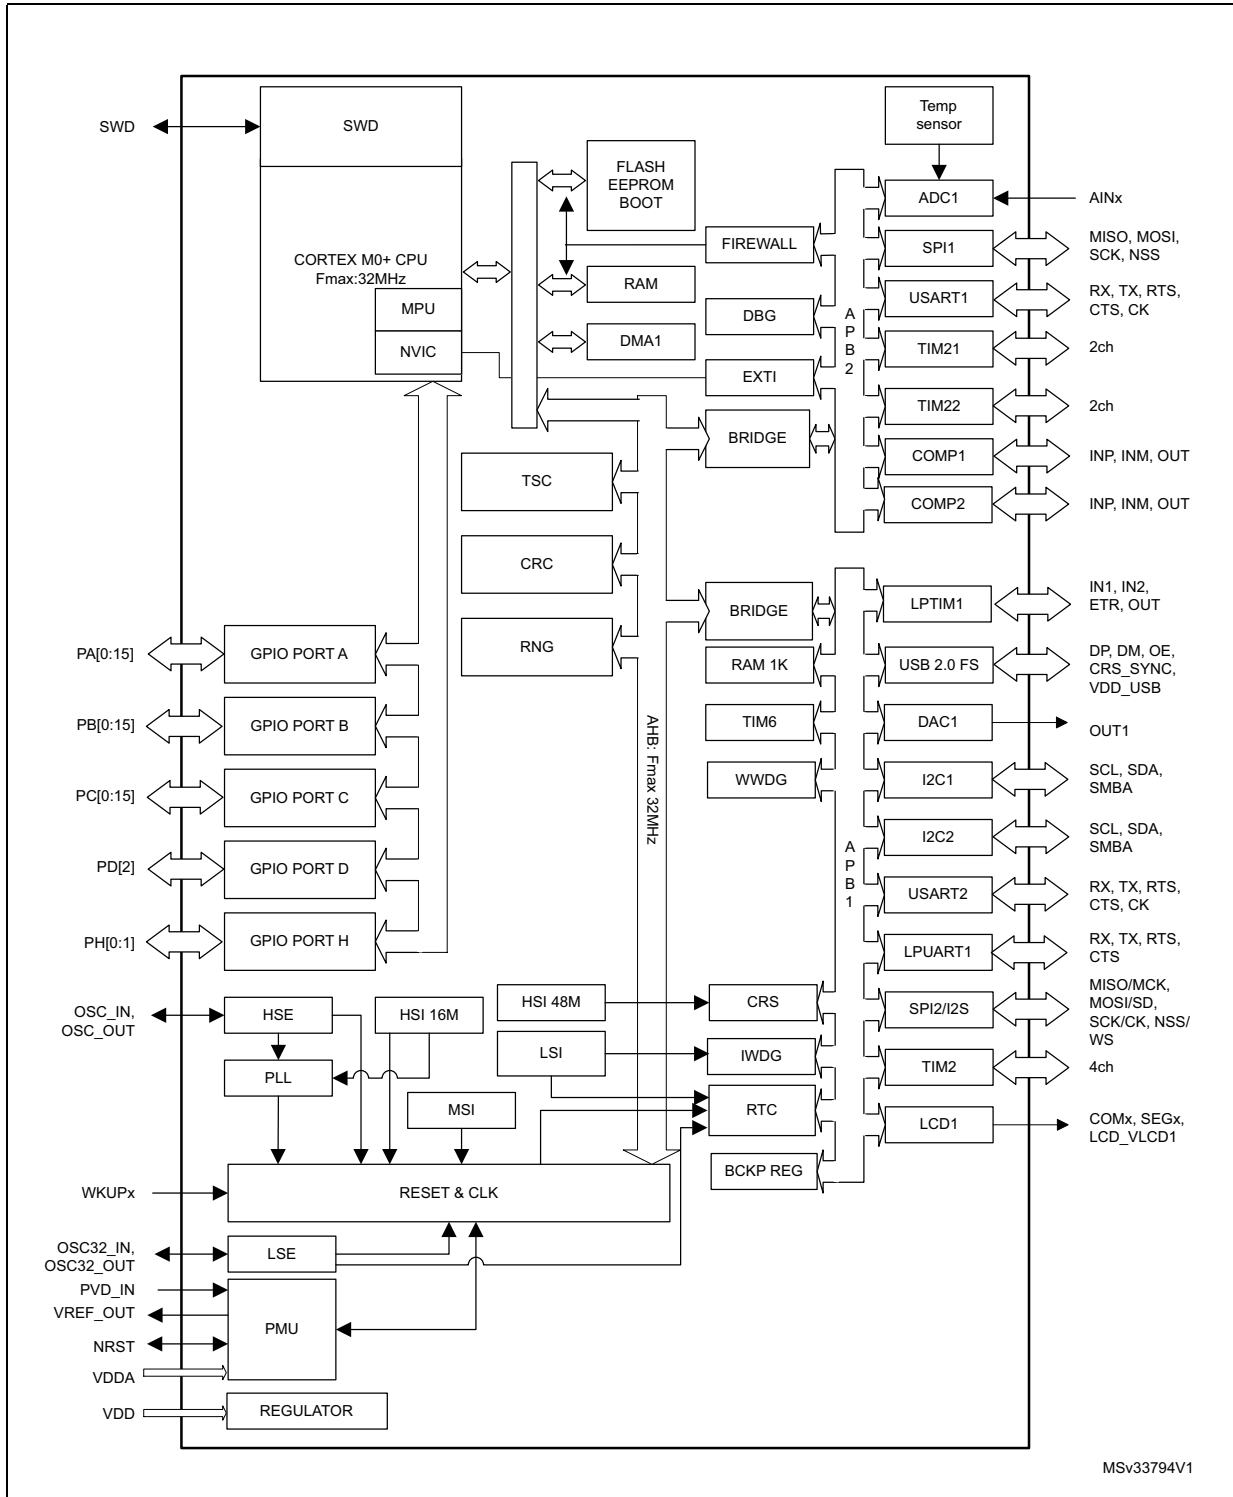 SWD
SWD
CORTEX M0+ CPU
Fmax:32MHz
MPU
NVIC
FLASH
EEPROM
BOOT
RAM
DMA1
FIREWALL
DBG
EXTI
BRIDGE
A
P
B
2
Temp
sensor
ADC1
AINx
SPI1
MISO, MOSI,
SCK, NSS
USART1
RX, TX, RTS,
CTS, CK
TIM21
2ch
TIM22
2ch
COMP1
INP, INM, OUT
COMP2
INP, INM, OUT
TSC
CRC
RNG
AHB: Fmax 32MHz
PA[0:15]
GPIO PORT A
PB[0:15]
GPIO PORT B
PC[0:15]
GPIO PORT C
PD[2]
GPIO PORT D
PH[0:1]
GPIO PORT H
BRIDGE
RAM 1K
TIM6
WWDG
A
P
B
1
LPTIM1
IN1, IN2,
ETR, OUT
USB 2.0 FS
DP, DM, OE,
CRS_SYNC,
VDD_USB
DAC1
OUT1
I2C1
SCL, SDA,
SMBA
I2C2
SCL, SDA,
SMBA
USART2
RX, TX, RTS,
CTS, CK
LPUART1
RX, TX, RTS,
CTS
SPI2/I2S
MISO/MCK,
MOSI/SD,
SCK/CK, NSS/
WS
TIM2
4ch
LCD1
COMx, SEGx,
LCD_VLCD1
OSC_IN,
OSC_OUT
HSE
HSI 16M
PLL
MSI
HSI 48M
CRS
LSI
IWDG
RTC
BCKP REG
WKUPx
RESET & CLK
OSC32_IN,
OSC32_OUT
LSE
PVD_IN
VREF_OUT
NRST
VDDA
PMU
VDD
REGULATOR
MSv33794V1